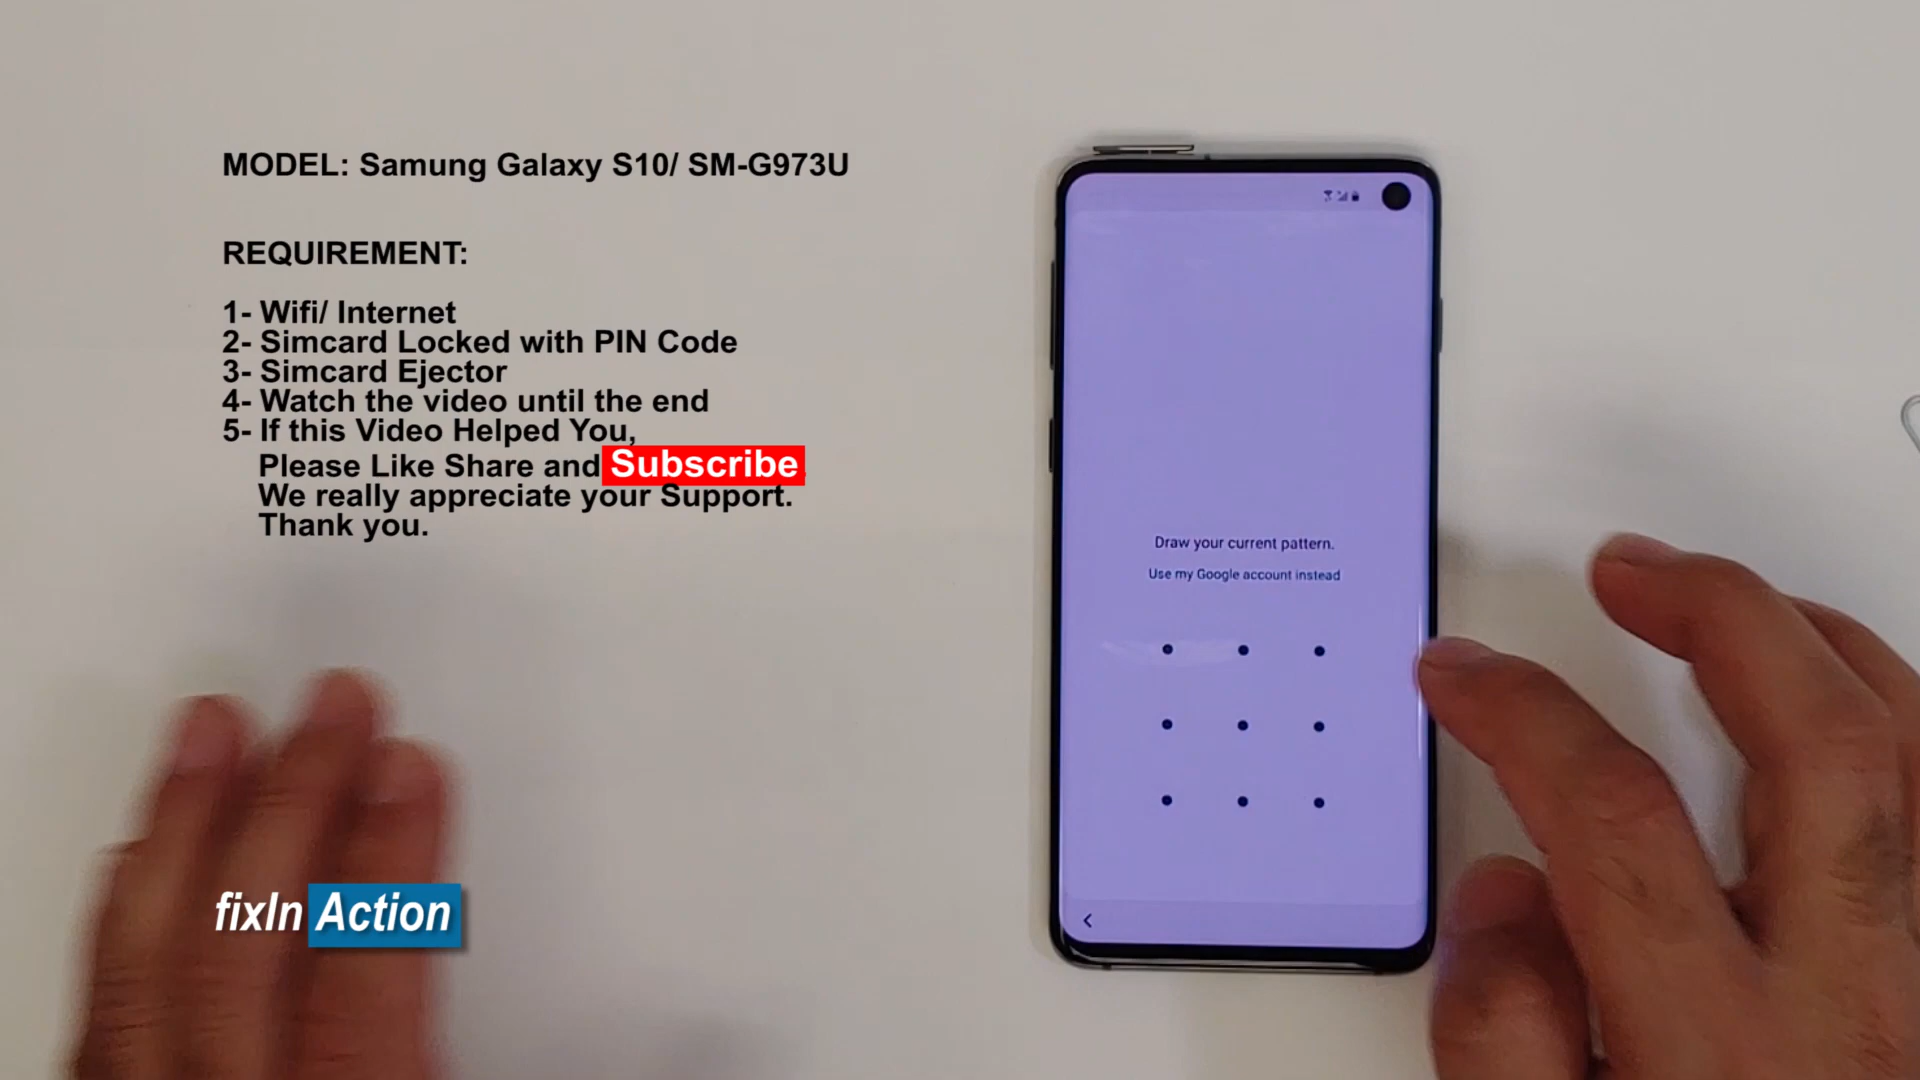 MODEL: Samung Galaxy S10/ SM-G973U
REQUIREMENT:
1- Wifi/ Internet
2- Simcard Locked with PIN Code
3- Simcard Ejector
4- Watch the video until the end
5- If this Video Helped You,
Please Like Share and Subscribe
We really appreciate your Support.
Thank you.
Draw your current pattern.
Use my Google account instead
fixIn Action